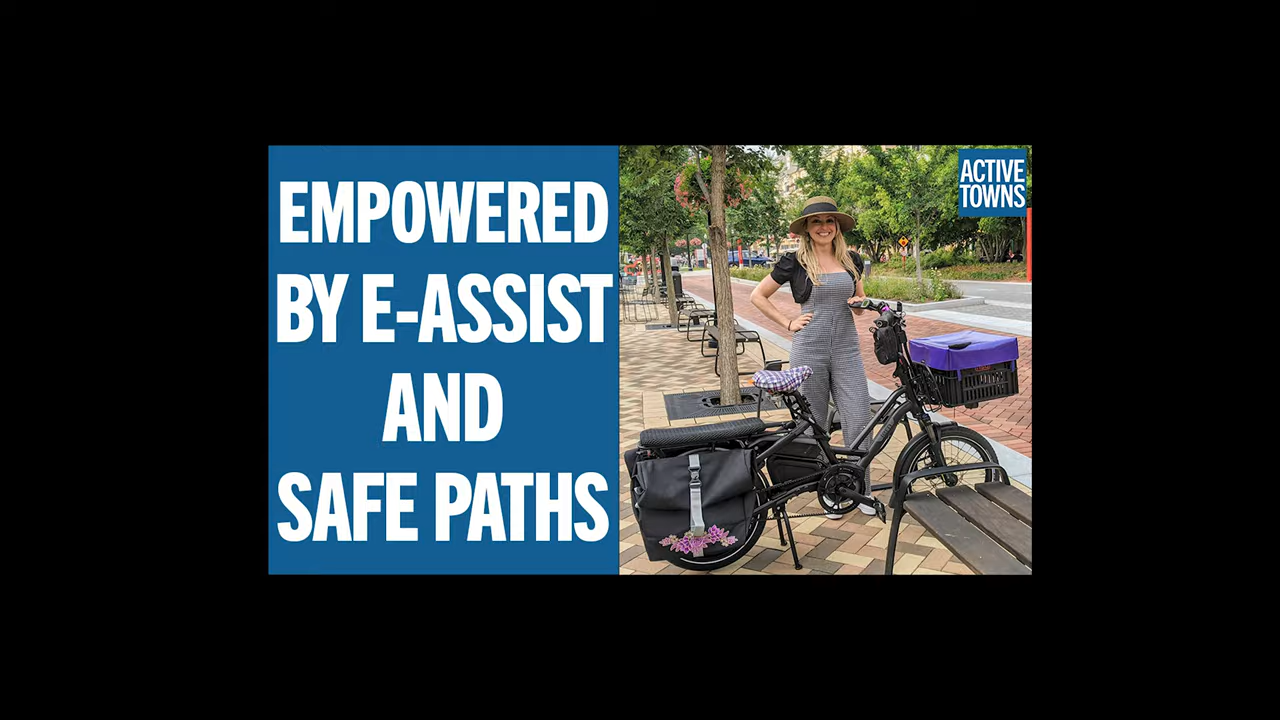 EMPOWERED
BY E-ASSIST
AND
SAFE PATHS
ACTIVE
TOWNS